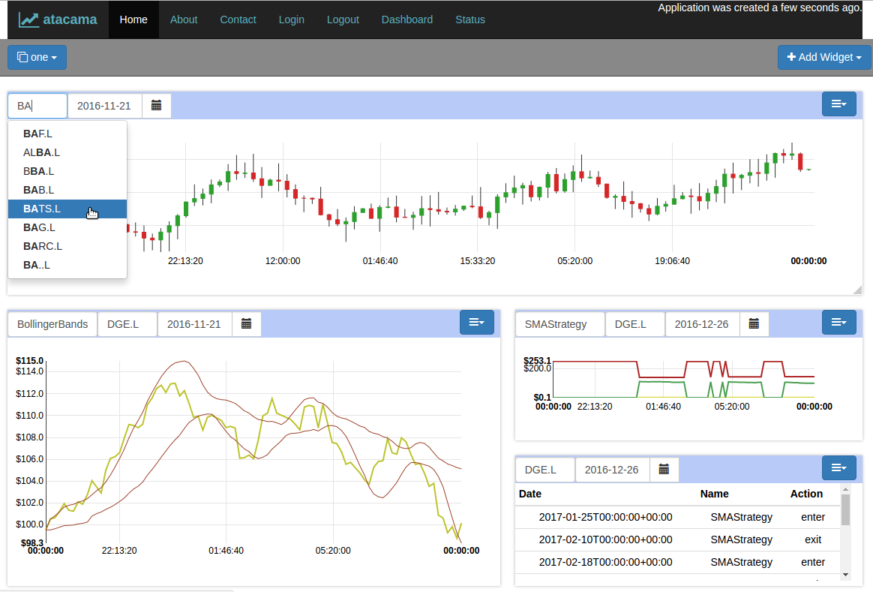 Application was created a few seconds ago.
atacama Home About Contact Login Logout Dashboard Status
one Add Widget
BA 2016-11-21
BAF.L
ALBA.L
BBA.L
BAB.L
BATS.L
BAG.L
BARC.L
BA..L
22:13:20 12:00:00 01:46:40 15:33:20 05:20:00 19:06:40 00:00:00
BollingerBands DGE.L 2016-11-21
$115.0
$114.0
$112.0
$110.0
$108.0
$106.0
$104.0
$102.0
$100.0
$98.3
00:00:00 22:13:20 01:46:40 05:20:00 00:00:00
SMAStrategy DGE.L 2016-12-26
$253.1
$200.0
$0.1
00:00:00 22:13:20 01:46:40 05:20:00 00:00:00
DGE.L 2016-12-26
Date Name Action
2017-01-25T00:00:00+00:00 SMAStrategy enter
2017-02-10T00:00:00+00:00 SMAStrategy exit
2017-02-18T00:00:00+00:00 SMAStrategy enter